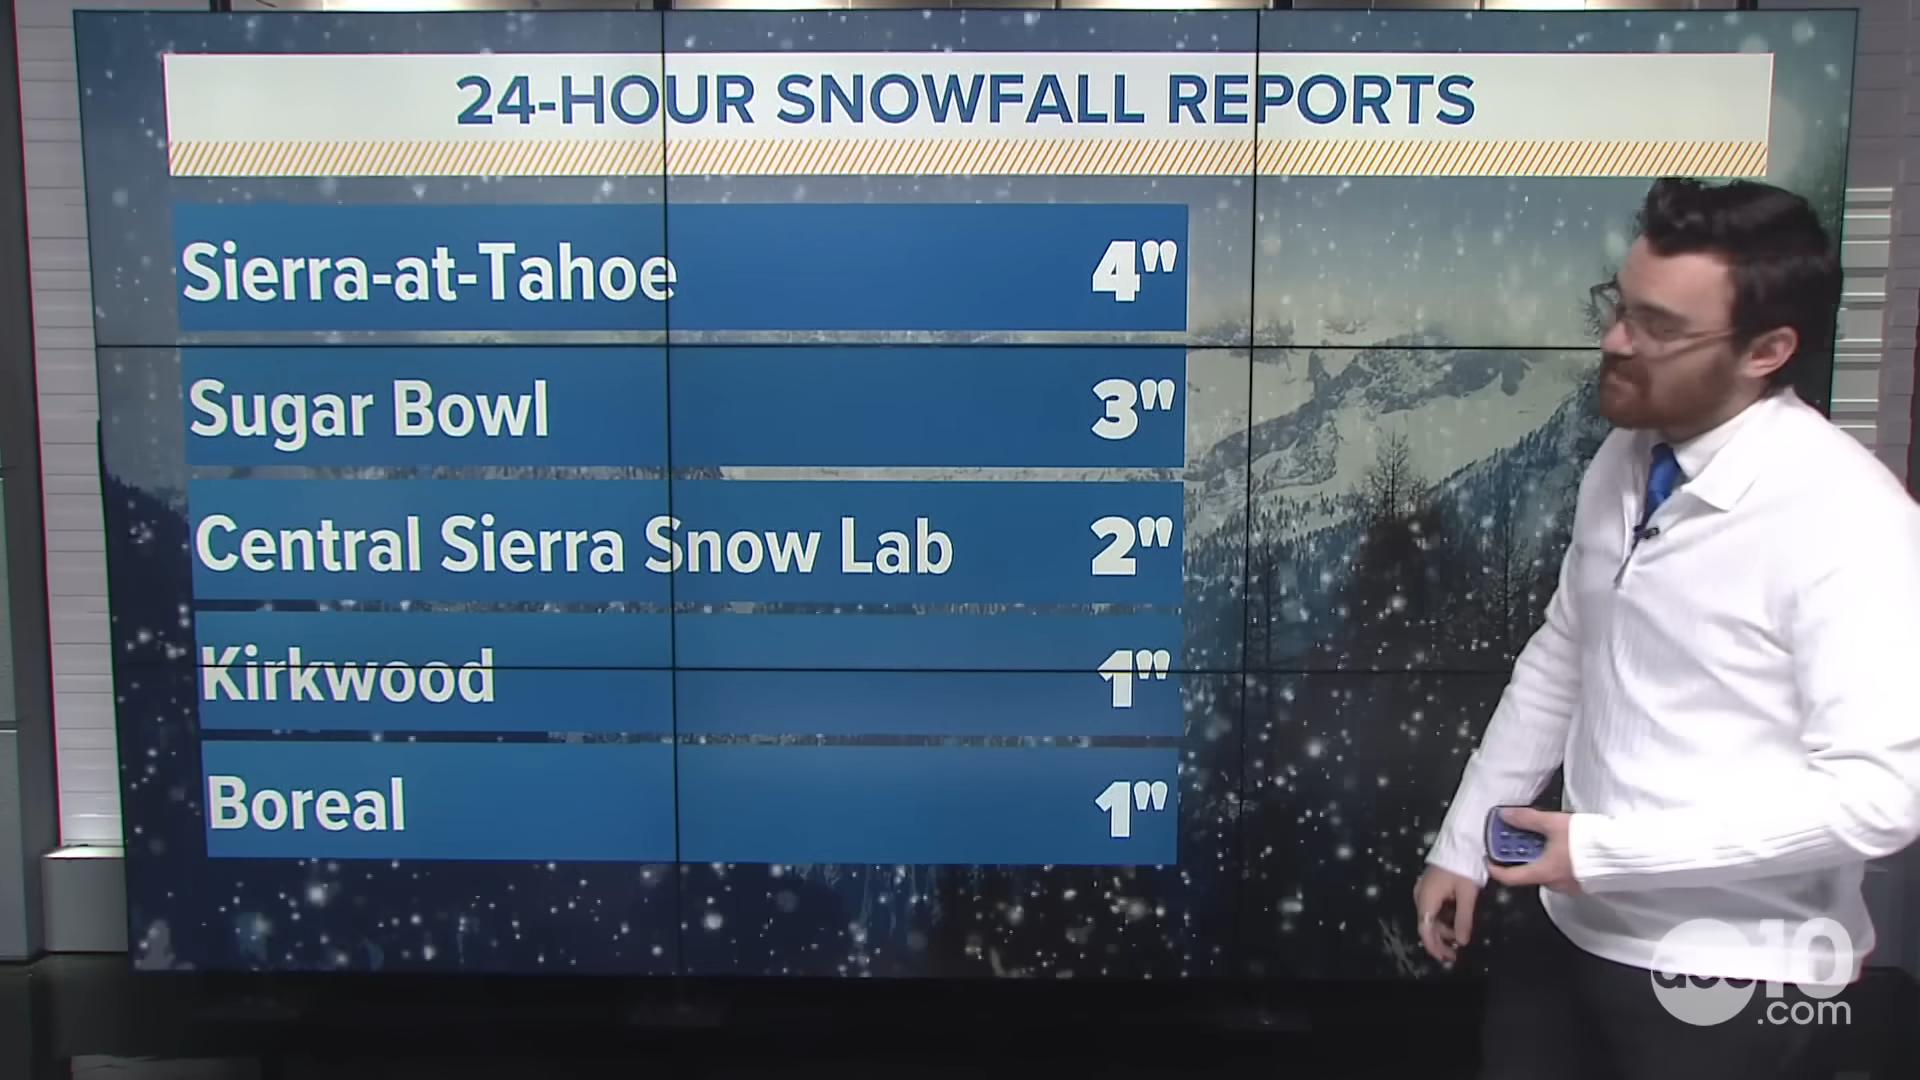 24-HOUR SNOWFALL REPORTS
Sierra-at-Tahoe 4"
Sugar Bowl 3"
Central Sierra Snow Lab 2"
Kirkwood 1"
Boreal 1"
abc10
.com